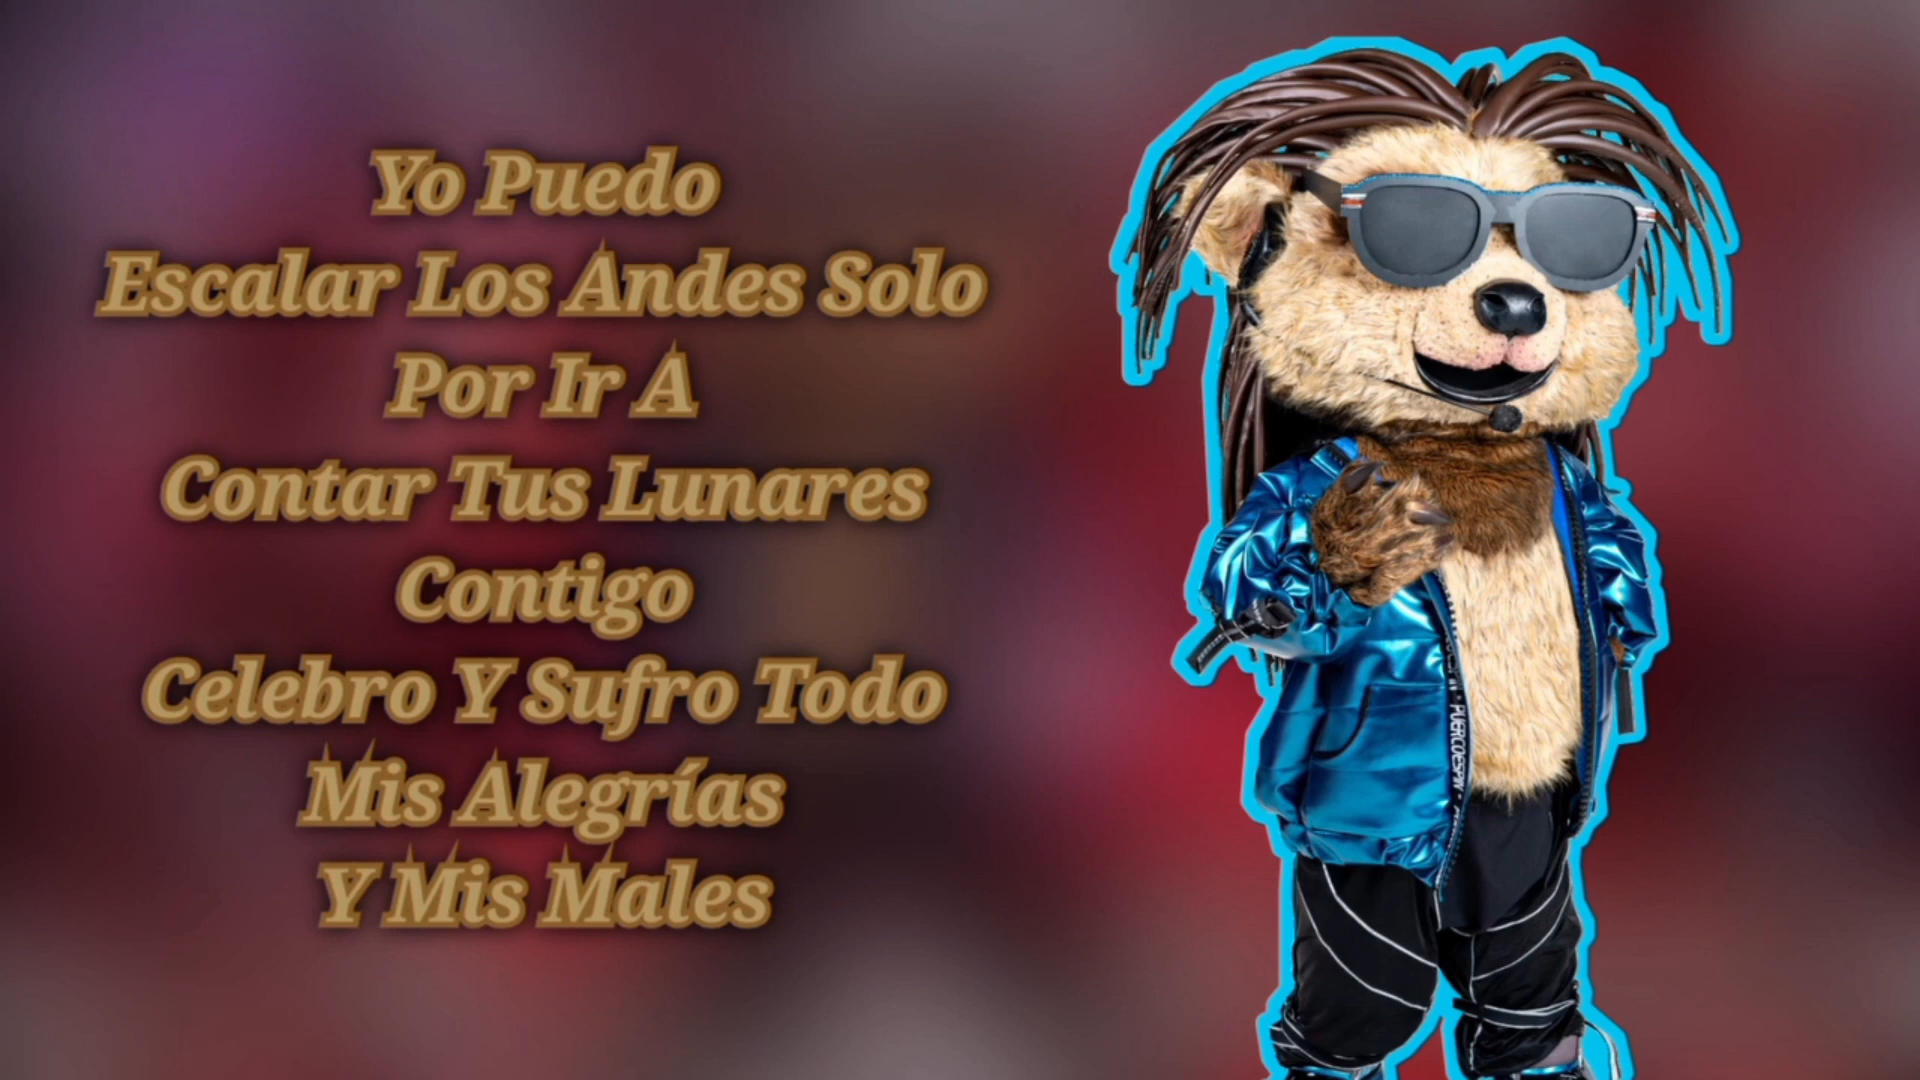 Yo Puedo
Escalar Los Andes Solo
Por Ir A
Contar Tus Lunares
Contigo
Celebro Y Sufro Todo
Mis Alegrías
Y Mis Males
PUERCOESPIN